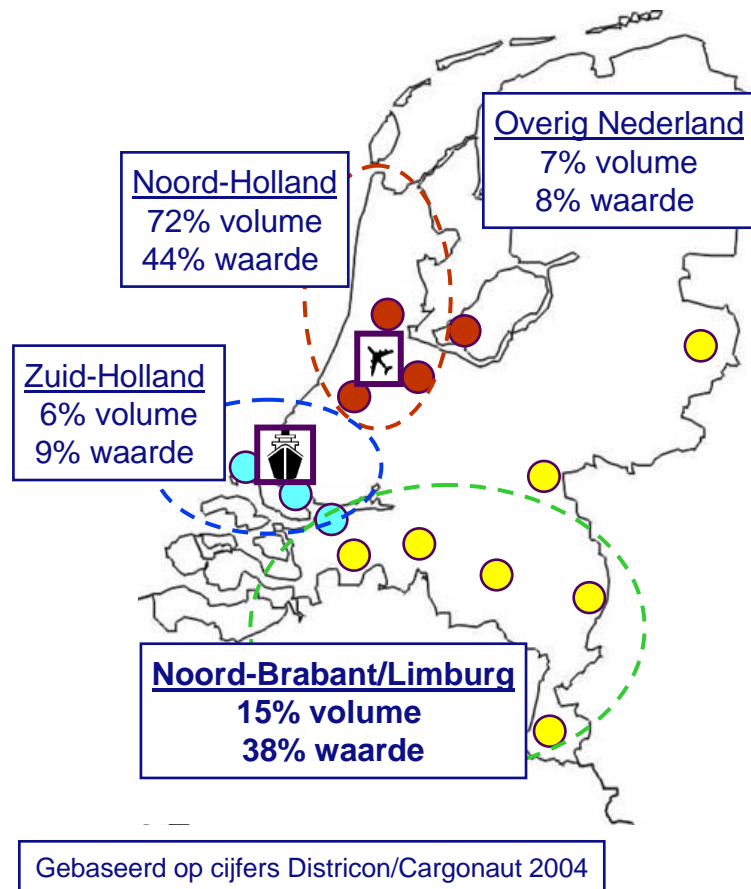 Overig Nederland
7% volume
8% waarde
Noord-Holland
72% volume
44% waarde
Zuid-Holland
6% volume
9% waarde
Noord-Brabant/Limburg
15% volume
38% waarde
Gebaseerd op cijfers Districon/Cargonaut 2004